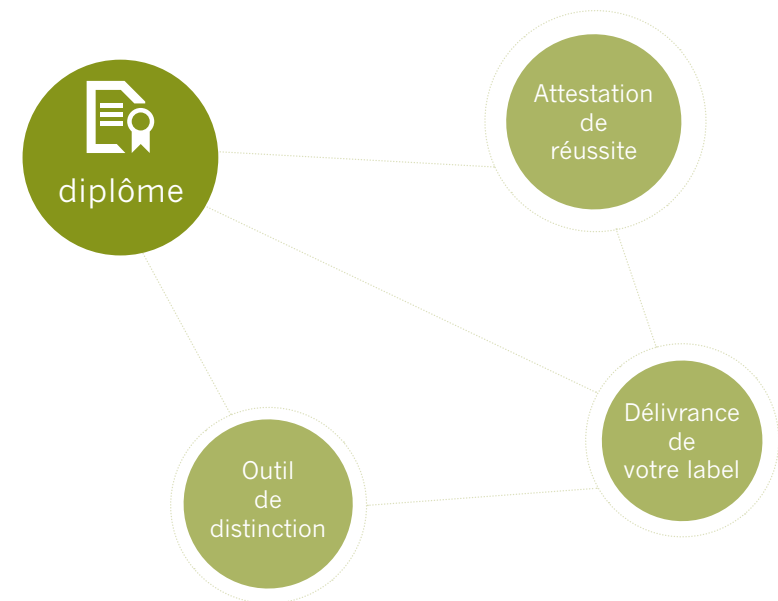 diplôme
Attestation
de
réussite
Délivrance
de
votre label
Outil
de
distinction